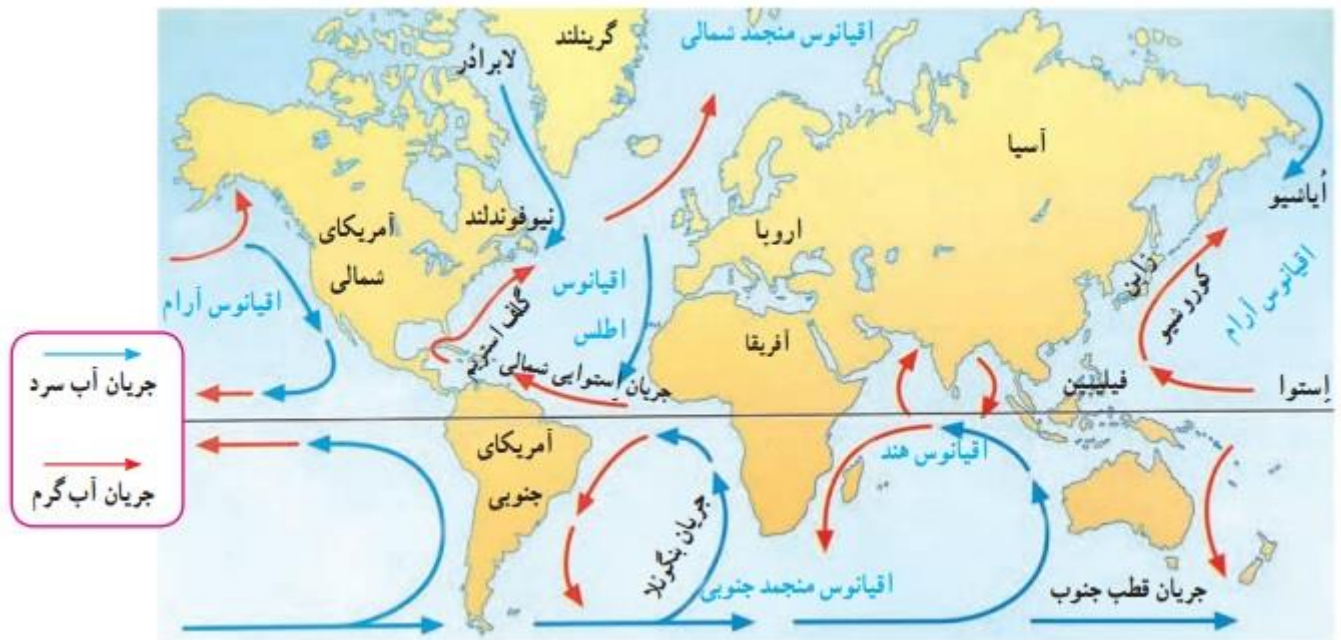 گرینلند
اقیانوس منجمد شمالی
لابرادُر
آسیا
اُیاشیو
نیوفوندلند
آمریکای
شمالی
اروپا
ژاپن
کوروشیو
اقیانوس آرام
اقیانوس آرام
اقیانوس
اطلس
گلف استریم
آفریقا
جریان اِستوایی شمالی
فیلیپین
اِستوا
جریان آب سرد
جریان آب گرم
آمریکای
جنوبی
اقیانوس هند
جریان بنگوئلا
اقیانوس منجمد جنوبی
جریان قطب جنوب